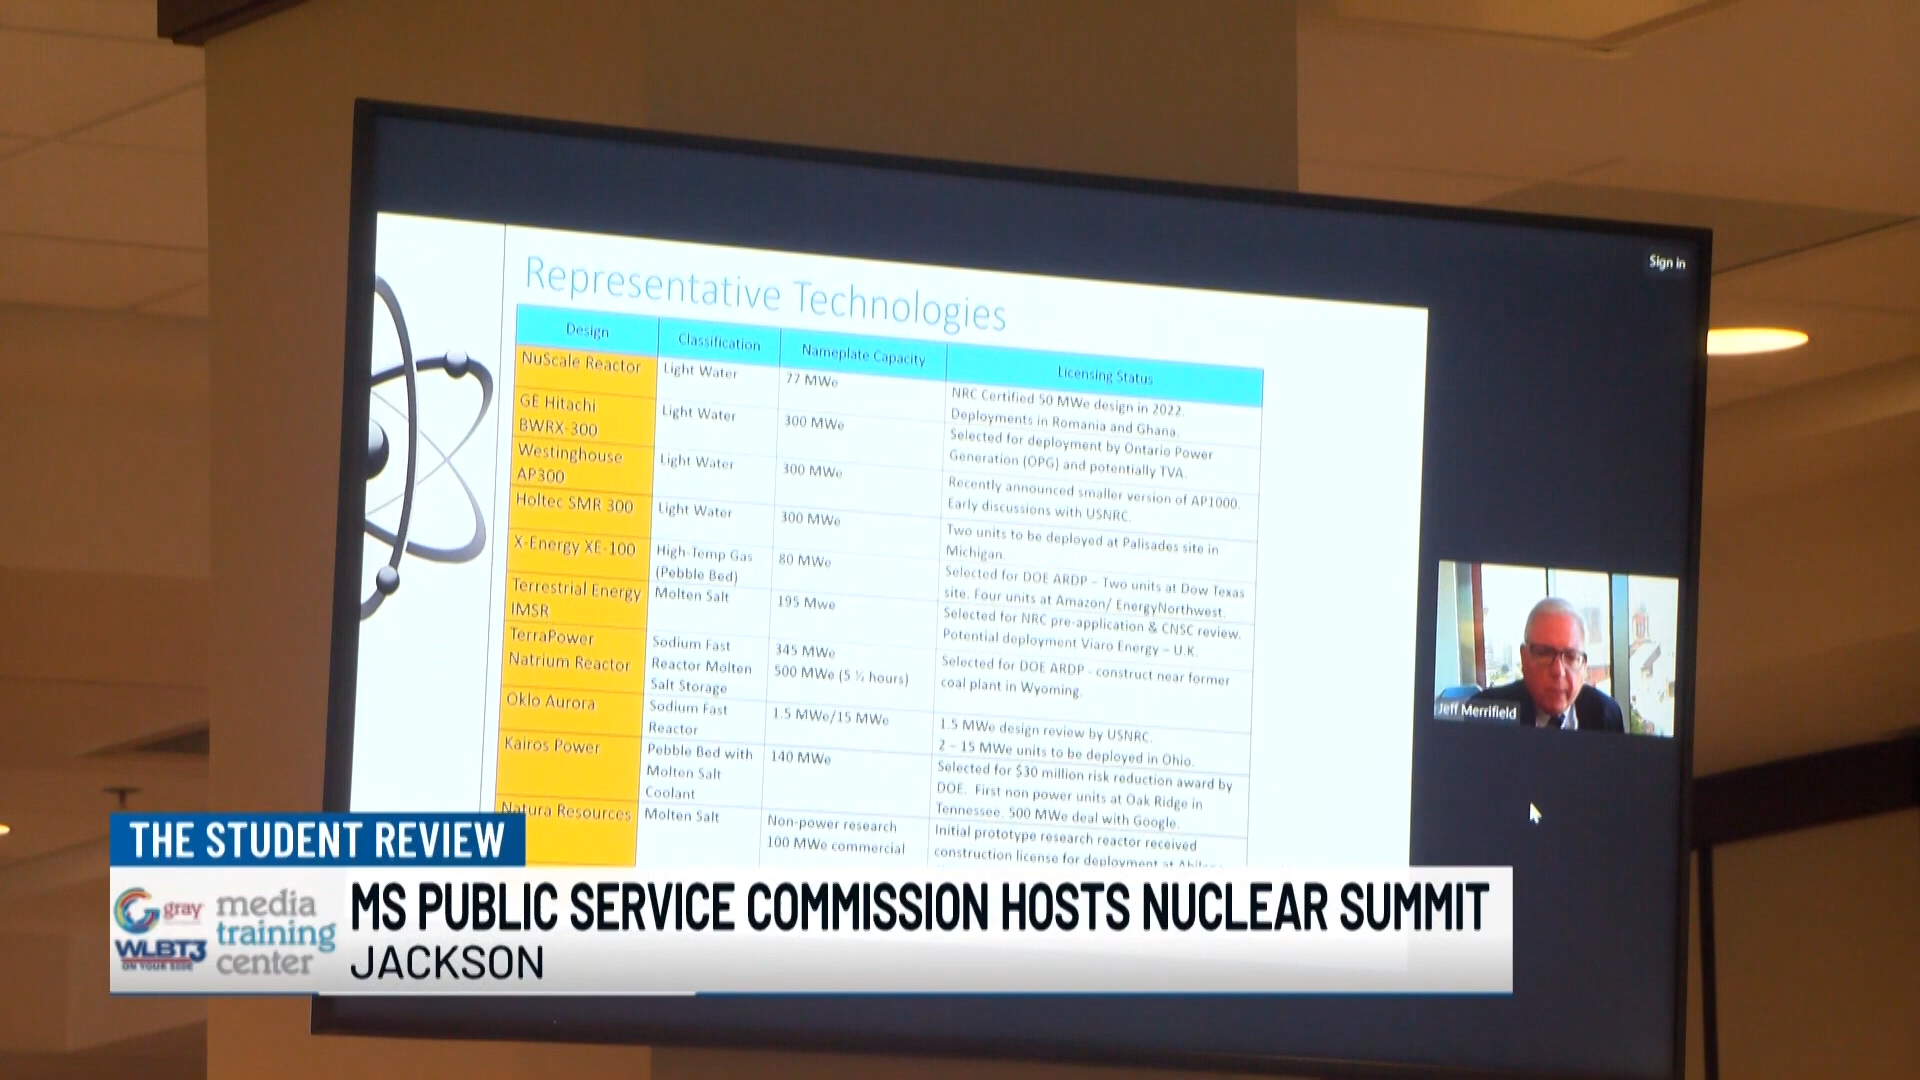 Sign in
Representative Technologies
Design Classification Nameplate Capacity Licensing Status
NuScale Reactor
Light Water
77 MWe
NRC Certified 50 MWe design in 2022.
Deployments in Romania and Ghana.
GE Hitachi
BWRX-300
Light Water
300 MWe
Selected for deployment by Ontario Power
Generation (OPG) and potentially TVA.
Westinghouse
AP300
Light Water
300 MWe
Recently announced smaller version of AP1000.
Early discussions with USNRC.
Holtec SMR 300
Light Water
300 MWe
Two units to be deployed at Palisades site in
Michigan.
X-Energy XE-100
High-Temp Gas
(Pebble Bed)
80 MWe
Selected for DOE ARDP – Two units at Dow Texas
site. Four units at Amazon/ EnergyNorthwest.
Terrestrial Energy
IMSR
Molten Salt
195 Mwe
Selected for NRC pre-application & CNSC review.
Potential deployment Viaro Energy – U.K.
TerraPower
Natrium Reactor
Sodium Fast
Reactor Molten
Salt Storage
345 MWe
500 MWe (5 ½ hours)
Selected for DOE ARDP - construct near former
coal plant in Wyoming.
Oklo Aurora
Sodium Fast
Reactor
1.5 MWe/15 MWe
1.5 MWe design review by USNRC.
2 – 15 MWe units to be deployed in Ohio.
Kairos Power
Pebble Bed with
Molten Salt
Coolant
140 MWe
Selected for $30 million risk reduction award by
DOE. First non power units at Oak Ridge in
Tennessee. 500 MWe deal with Google.
Natura Resources
Molten Salt
Non-power research
100 MWe commercial
Initial prototype research reactor received
construction license for deployment at
Jeff Merrifield
THE STUDENT REVIEW
gray
WLBT3
ON YOUR SIDE
media
training
center
MS PUBLIC SERVICE COMMISSION HOSTS NUCLEAR SUMMIT
JACKSON